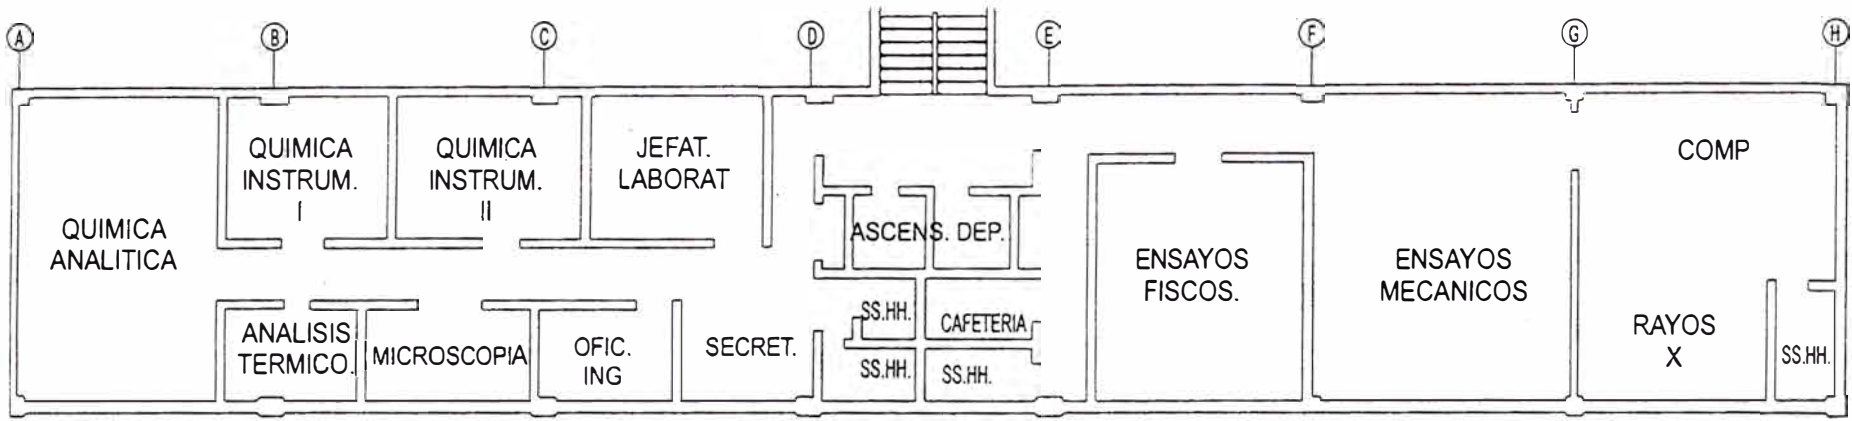 A
B
C
D
E
F
G
H
QUIMICA
ANALITICA
QUIMICA
INSTRUM.
I
QUIMICA
INSTRUM.
II
JEFAT.
LABORAT
ASCENS. DEP.
ENSAYOS
FISCOS.
ENSAYOS
MECANICOS
COMP
ANALISIS
TERMICO.
MICROSCOPIA
OFIC.
ING
SECRET.
SS.HH.
CAFETERIA
SS.HH.
SS.HH.
RAYOS
X
SS.HH.